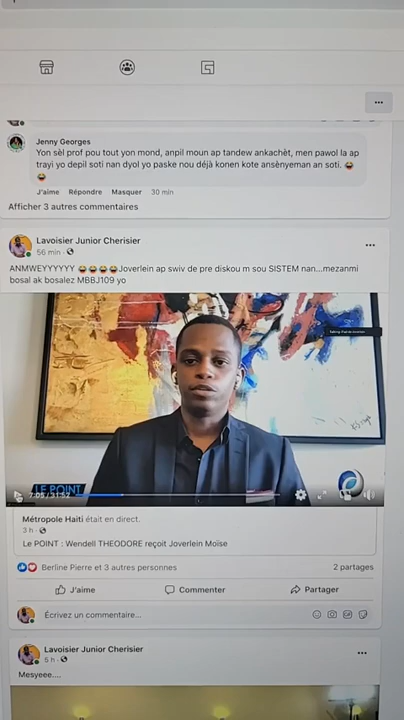 Jenny Georges
Yon sèl prof pou tout yon mond, anpil moun ap tandew ankachèt, men pawol la ap
trayi yo depil soti nan dyol yo paske nou déjà konen kote ansènyeman an soti. 😂
😂
J'aime Répondre Masquer 30 min
Afficher 3 autres commentaires
Lavoisier Junior Cherisier
56 min
ANMWEYYYYYY 😂😂😂😂Joverlein ap swiv de pre diskou m sou SISTEM nan...mezanmi
bosal ak bosalez MBBJ109 yo
LE POINT
7:05 / 31:52
Métropole Haiti était en direct.
3 h
Le POINT : Wendell THEODORE reçoit Joverlein Moïse
Berline Pierre et 3 autres personnes 2 partages
J'aime Commenter Partager
Écrivez un commentaire...
Lavoisier Junior Cherisier
5 h
Mesyeee....